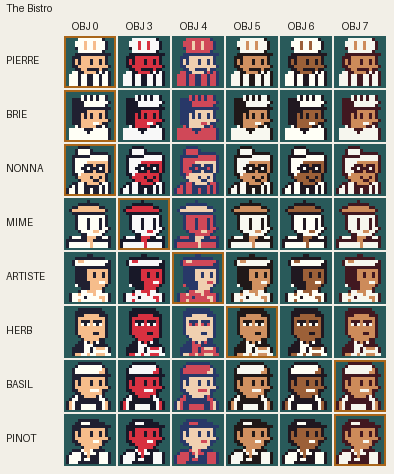 The Bistro
OBJ 0 OBJ 3 OBJ 4 OBJ 5 OBJ 6 OBJ 7
PIERRE
BRIE
NONNA
MIME
ARTISTE
HERB
BASIL
PINOT